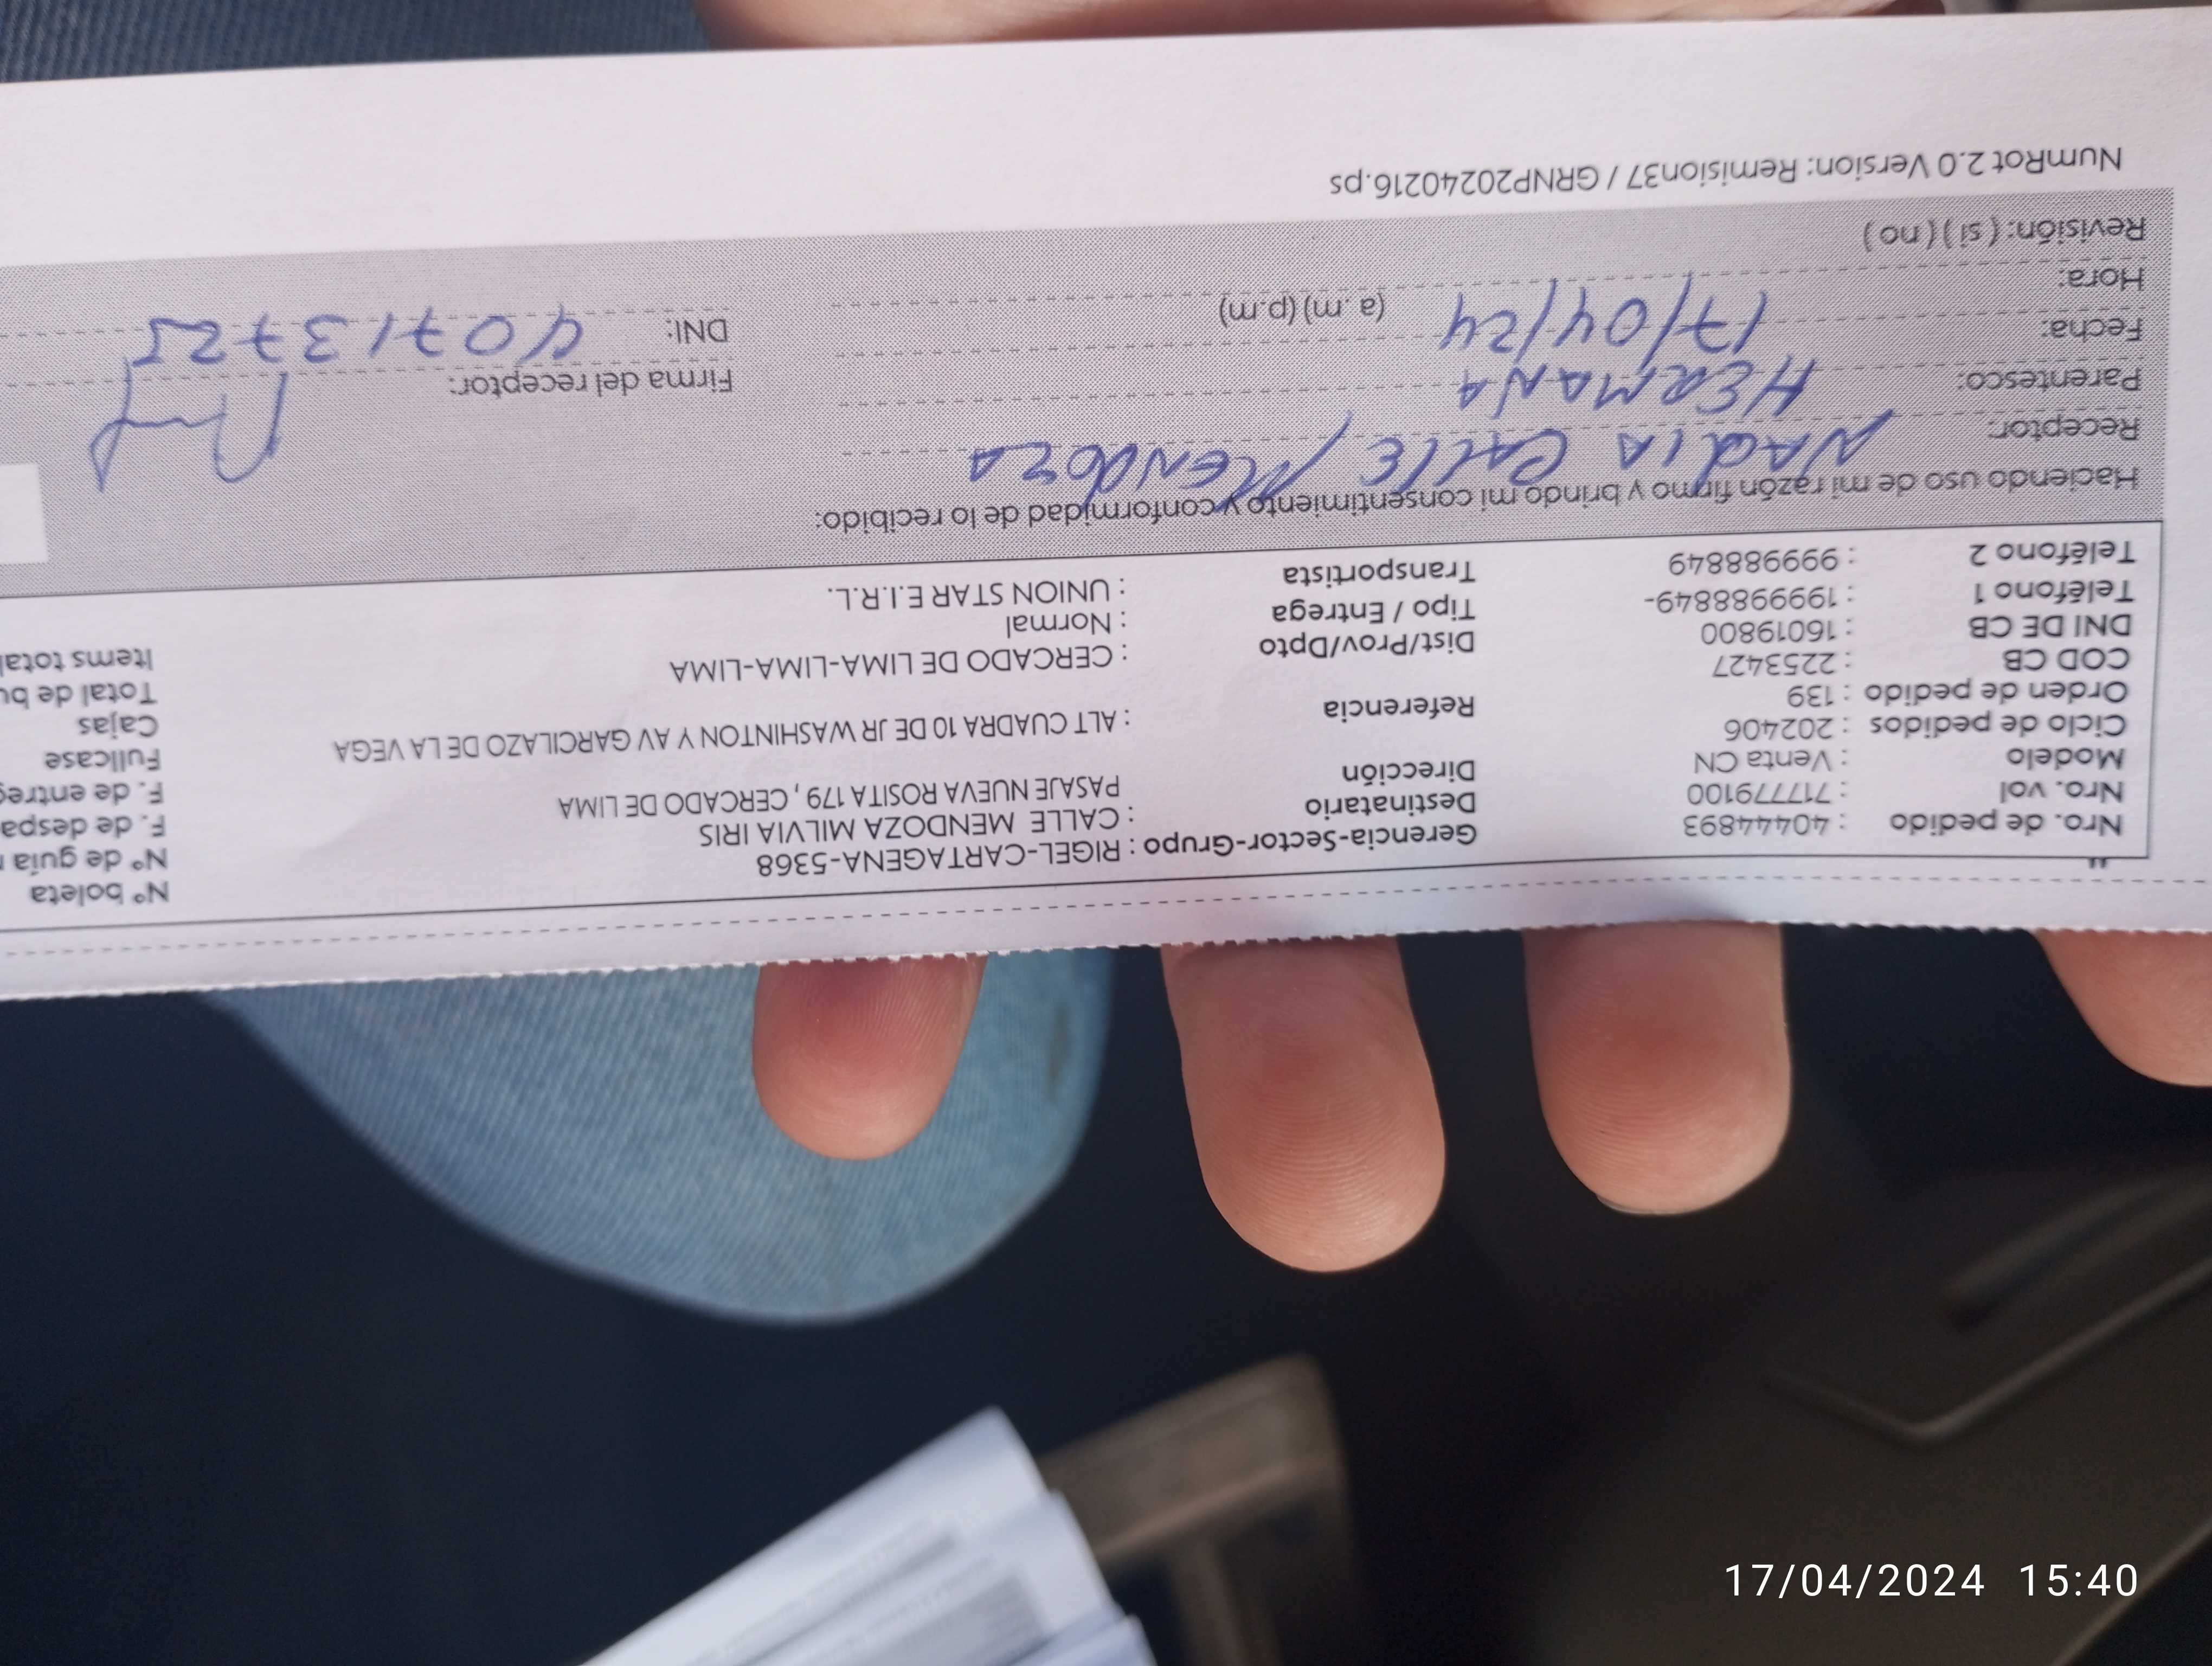 Nro. de pedido : 40444893
Nro. vol : 717779100
Modelo : Venta CN
Ciclo de pedidos : 202406
Orden de pedido : 139
COD CB : 2253427
DNI DE CB : 16019800
Teléfono 1 : 199998849-
Teléfono 2 : 999988849
Gerencia-Sector-Grupo : RIGEL-CARTAGENA-5368
Destinatario : CALLE MENDOZA MILVIA IRIS
Dirección PASAJE NUEVA ROSITA 179 , CERCADO DE LIMA
Referencia : ALT CUADRA 10 DE JR WASHINTON Y AV GARCILAZO DE LA VEGA
Dist/Prov/Dpto : CERCADO DE LIMA-LIMA-LIMA
Tipo / Entrega : Normal
Transportista : UNION STAR E.I.R.L.
N° boleta
N° de guía
F. de despa
F. de entre
Fullcase
Cajas
Total de bu
Items total
Haciendo uso de mi razón firmo y brindo mi consentimiento y conformidad de lo recibido:
Receptor: NADIA CALLE MENDOZA
Parentesco: HERMANA
Fecha: 17/04/24
Hora: (a. m) (p.m)
Revisión: ( si ) ( no )
Firma del receptor:
DNI: 40713725
NumRot 2.0 Version: Remision37 / GRNP20240216.ps
17/04/2024 15:40